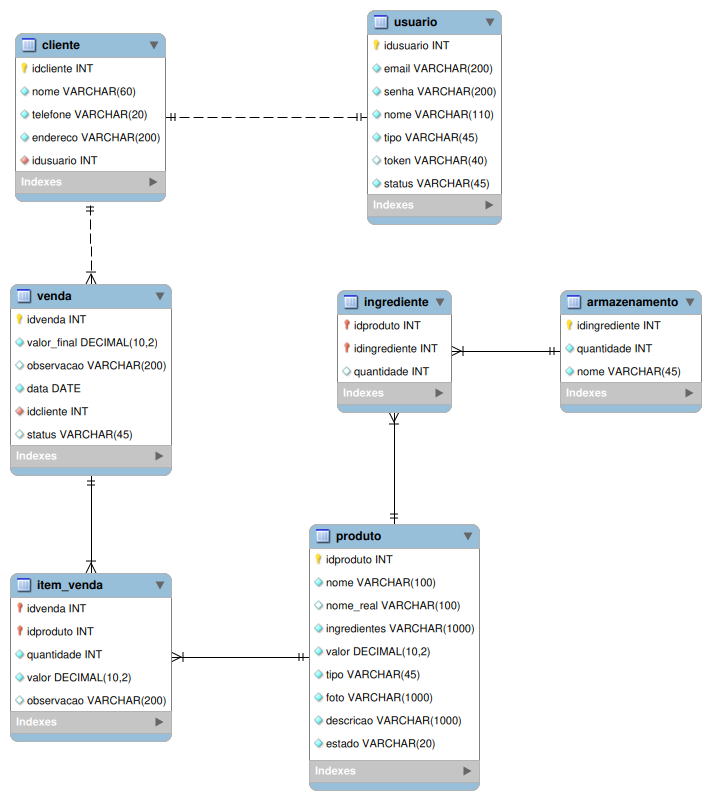 cliente
idcliente INT
nome VARCHAR(60)
telefone VARCHAR(20)
endereco VARCHAR(200)
idusuario INT
Indexes
usuario
idusuario INT
email VARCHAR(200)
senha VARCHAR(200)
nome VARCHAR(110)
tipo VARCHAR(45)
token VARCHAR(40)
status VARCHAR(45)
Indexes
venda
idvenda INT
valor_final DECIMAL(10,2)
observacao VARCHAR(200)
data DATE
idcliente INT
status VARCHAR(45)
Indexes
ingrediente
idproduto INT
idingrediente INT
quantidade INT
Indexes
armazenamento
idingrediente INT
quantidade INT
nome VARCHAR(45)
Indexes
item_venda
idvenda INT
idproduto INT
quantidade INT
valor DECIMAL(10,2)
observacao VARCHAR(200)
Indexes
produto
idproduto INT
nome VARCHAR(100)
nome_real VARCHAR(100)
ingredientes VARCHAR(1000)
valor DECIMAL(10,2)
tipo VARCHAR(45)
foto VARCHAR(1000)
descricao VARCHAR(1000)
estado VARCHAR(20)
Indexes